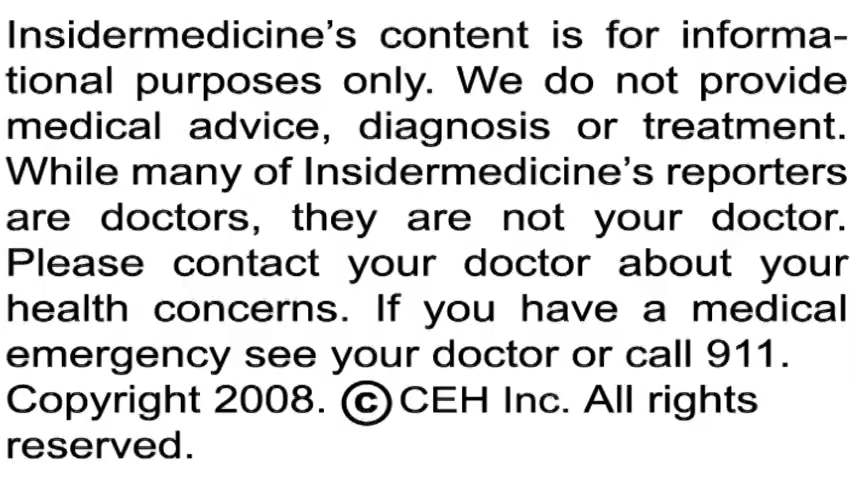 Insidermedicine’s content is for informa-
tional purposes only. We do not provide
medical advice, diagnosis or treatment.
While many of Insidermedicine’s reporters
are doctors, they are not your doctor.
Please contact your doctor about your
health concerns. If you have a medical
emergency see your doctor or call 911.
Copyright 2008. ©CEH Inc. All rights
reserved.